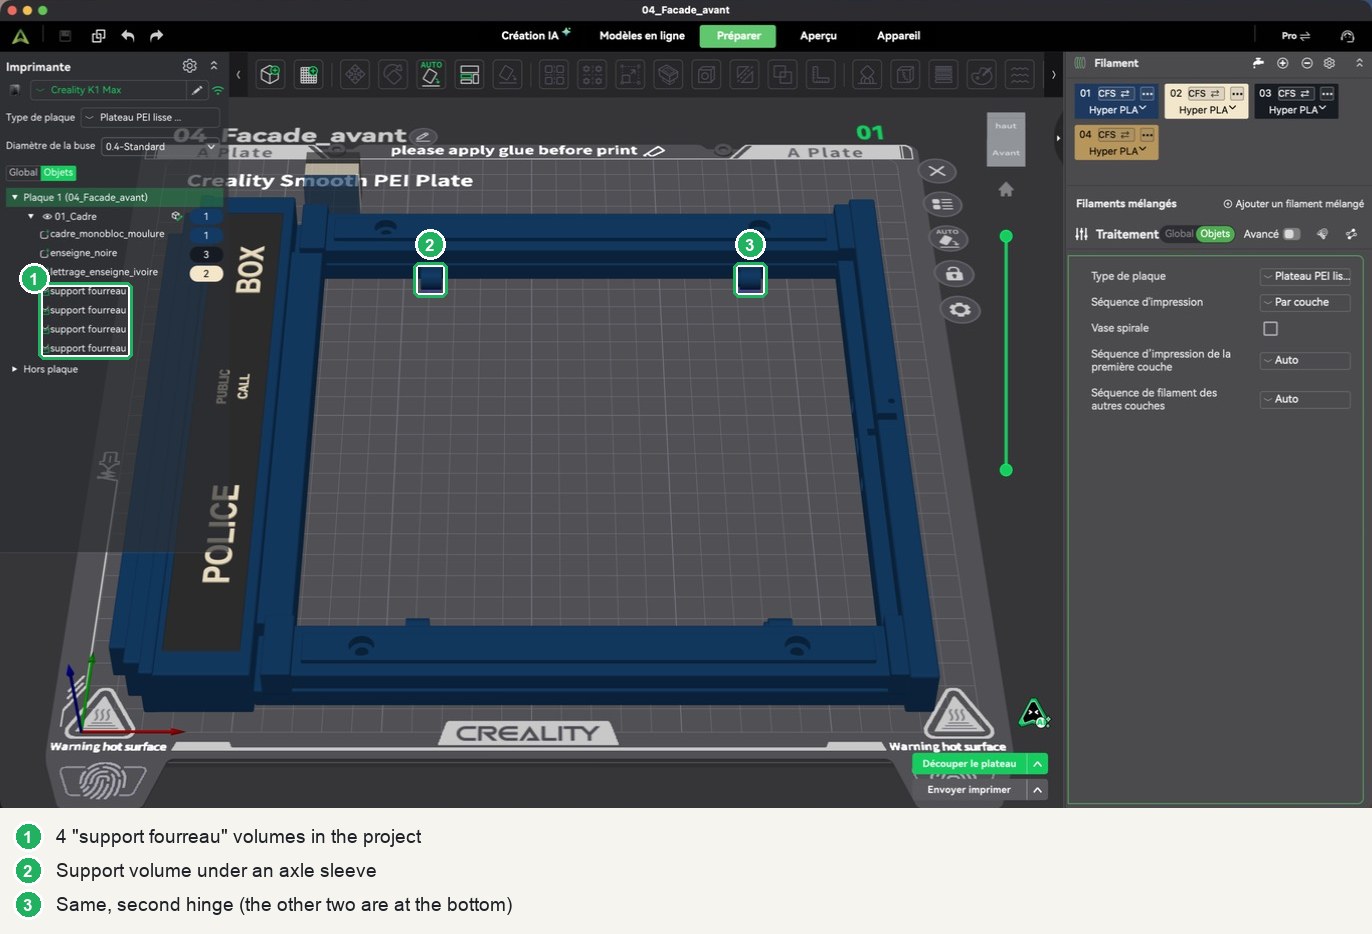 04_Facade_avant
Création IA
Modèles en ligne
Préparer
Aperçu
Appareil
Pro
Imprimante
Creality K1 Max
Type de plaque
Plateau PEI lisse ...
Diamètre de la buse
0.4-Standard
Global
Objets
Plaque 1 (04_Facade_avant)
01_Cadre
1
cadre_monobloc_moulure
1
enseigne_noire
3
lettrage_enseigne_ivoire
2
1
support fourreau
support fourreau
support fourreau
support fourreau
Hors plaque
AUTO
04_Facade_avant
01
A Plate
please apply glue before print
A Plate
Creality Smooth PEI Plate
haut
Avant
AUTO
2
3
BOX
PUBLIC
CALL
POLICE
CREALITY
Warning hot surface
Warning hot surface
AI
Découper le plateau
Envoyer imprimer
Filament
01 CFS
Hyper PLA
02 CFS
Hyper PLA
03 CFS
Hyper PLA
04 CFS
Hyper PLA
Filaments mélangés
Ajouter un filament mélangé
Traitement
Global
Objets
Avancé
Type de plaque
Plateau PEI lis...
Séquence d'impression
Par couche
Vase spirale
Séquence d'impression de la
première couche
Auto
Séquence de filament des
autres couches
Auto
1 4 "support fourreau" volumes in the project
2 Support volume under an axle sleeve
3 Same, second hinge (the other two are at the bottom)